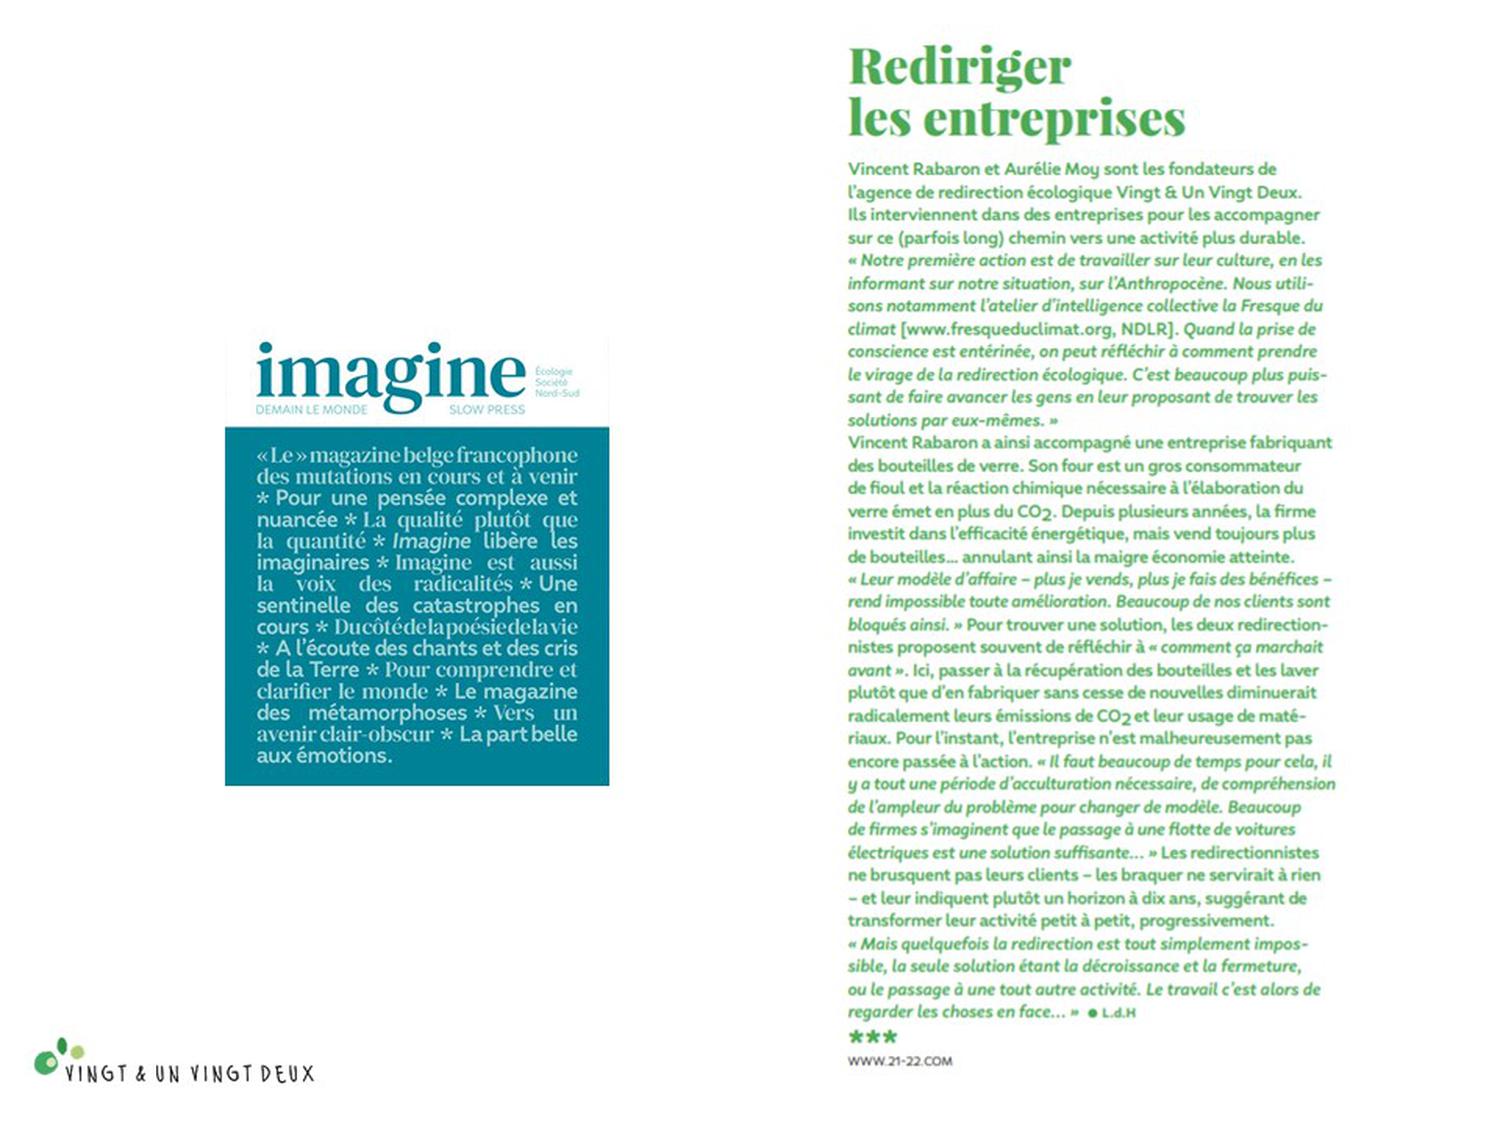 imagine
Écologie
Société
Nord-Sud
DEMAIN LE MONDE SLOW PRESS
« Le » magazine belge francophone
des mutations en cours et à venir
* Pour une pensée complexe et
nuancée * La qualité plutôt que
la quantité * Imagine libère les
imaginaires * Imagine est aussi
la voix des radicalités * Une
sentinelle des catastrophes en
cours * Du côté de la poésie de la vie
* A l’écoute des chants et des cris
de la Terre * Pour comprendre et
clarifier le monde * Le magazine
des métamorphoses * Vers un
avenir clair-obscur * La part belle
aux émotions.
VINGT & UN VINGT DEUX
Rediriger
les entreprises
Vincent Rabaron et Aurélie Moy sont les fondateurs de
l’agence de redirection écologique Vingt & Un Vingt Deux.
Ils interviennent dans des entreprises pour les accompagner
sur ce (parfois long) chemin vers une activité plus durable.
« Notre première action est de travailler sur leur culture, en les
informant sur notre situation, sur l’Anthropocène. Nous utili-
sons notamment l’atelier d’intelligence collective la Fresque du
climat [www.fresqueduclimat.org, NDLR]. Quand la prise de
conscience est entérinée, on peut réfléchir à comment prendre
le virage de la redirection écologique. C’est beaucoup plus puis-
sant de faire avancer les gens en leur proposant de trouver les
solutions par eux-mêmes. »
Vincent Rabaron a ainsi accompagné une entreprise fabriquant
des bouteilles de verre. Son four est un gros consommateur
de fioul et la réaction chimique nécessaire à l’élaboration du
verre émet en plus du CO2. Depuis plusieurs années, la firme
investit dans l’efficacité énergétique, mais vend toujours plus
de bouteilles... annulant ainsi la maigre économie atteinte.
« Leur modèle d’affaire – plus je vends, plus je fais des bénéfices –
rend impossible toute amélioration. Beaucoup de nos clients sont
bloqués ainsi. » Pour trouver une solution, les deux redirection-
nistes proposent souvent de réfléchir à « comment ça marchait
avant ». Ici, passer à la récupération des bouteilles et les laver
plutôt que d’en fabriquer sans cesse de nouvelles diminuerait
radicalement leurs émissions de CO2 et leur usage de maté-
riaux. Pour l’instant, l’entreprise n’est malheureusement pas
encore passée à l’action. « Il faut beaucoup de temps pour cela, il
y a tout une période d’acculturation nécessaire, de compréhension
de l’ampleur du problème pour changer de modèle. Beaucoup
de firmes s’imaginent que le passage à une flotte de voitures
électriques est une solution suffisante... » Les redirectionnistes
ne brusquent pas leurs clients – les braquer ne servirait à rien
– et leur indiquent plutôt un horizon à dix ans, suggérant de
transformer leur activité petit à petit, progressivement.
« Mais quelquefois la redirection est tout simplement impos-
sible, la seule solution étant la décroissance et la fermeture,
ou le passage à une tout autre activité. Le travail c’est alors de
regarder les choses en face... » ● L.d.H
***
WWW.21-22.COM